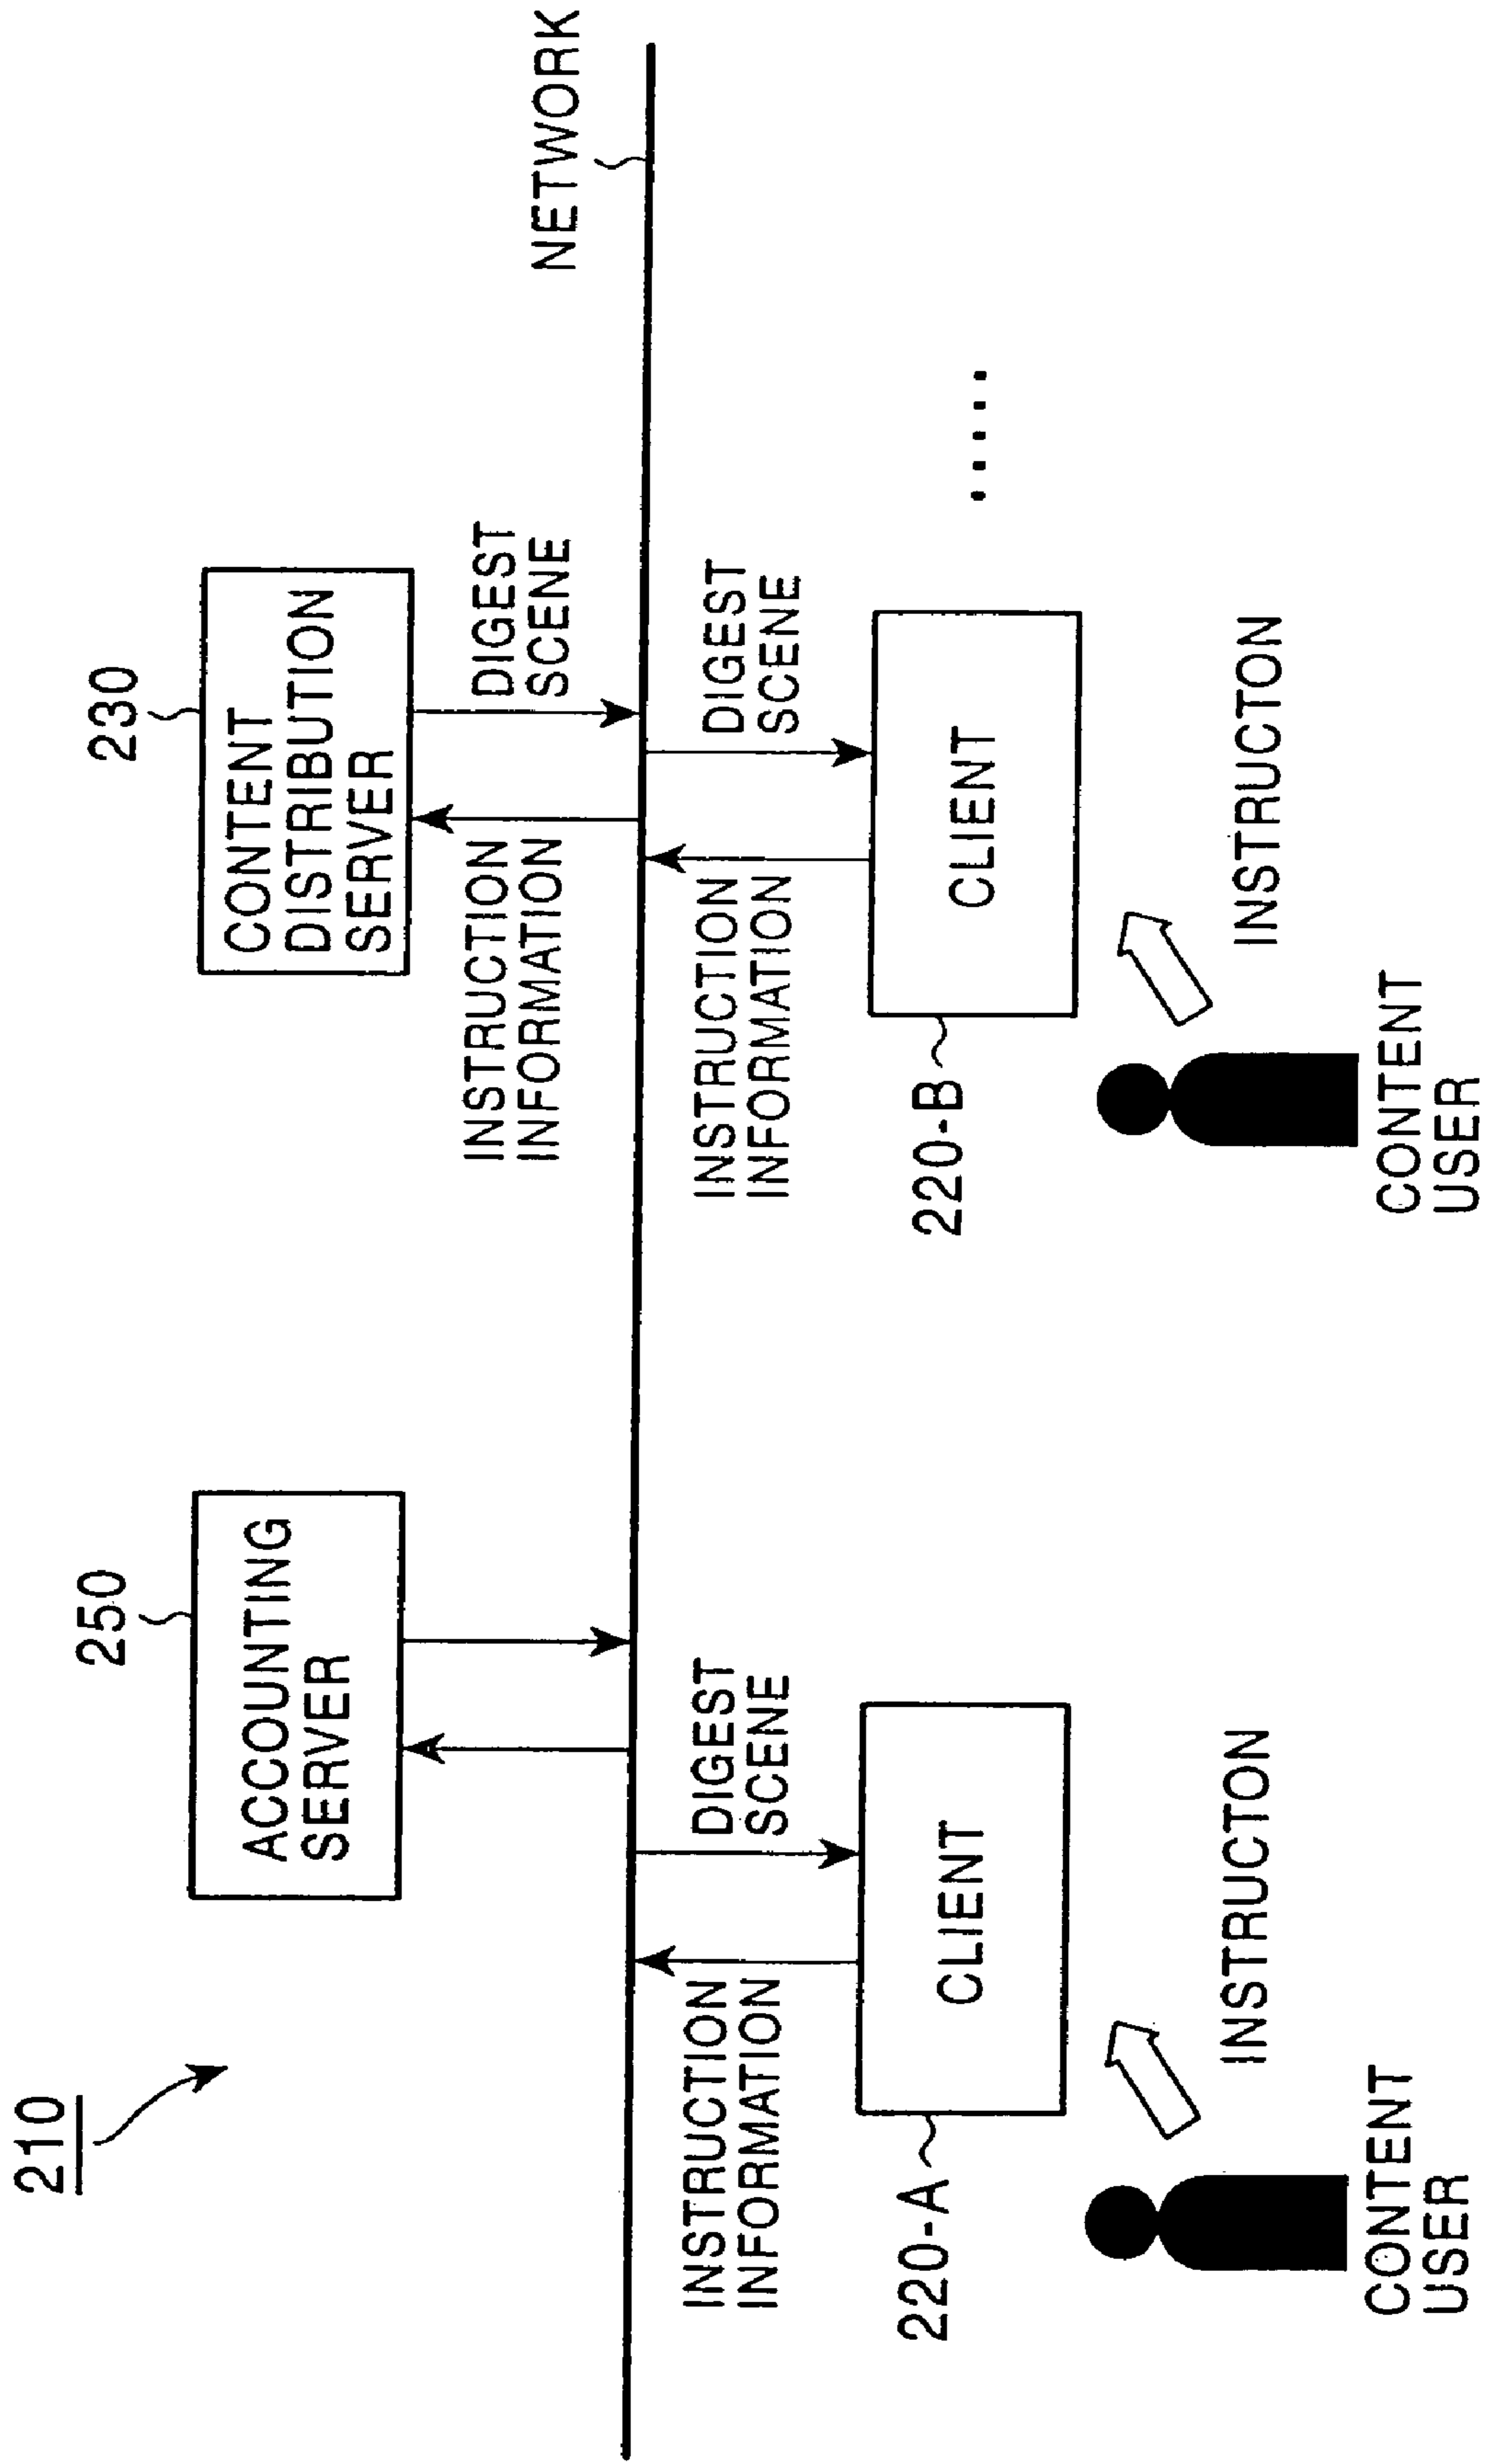 210
250
ACCOUNTING
SERVER
230
CONTENT
DISTRIBUTION
SERVER
NETWORK
INSTRUCTION
INFORMATION
DIGEST
SCENE
INSTRUCTION
INFORMATION
DIGEST
SCENE
INSTRUCTION
INFORMATION
DIGEST
SCENE
220-A
CLIENT
220-B
CLIENT
.....
INSTRUCTON
CONTENT
USER
INSTRUCTON
CONTENT
USER